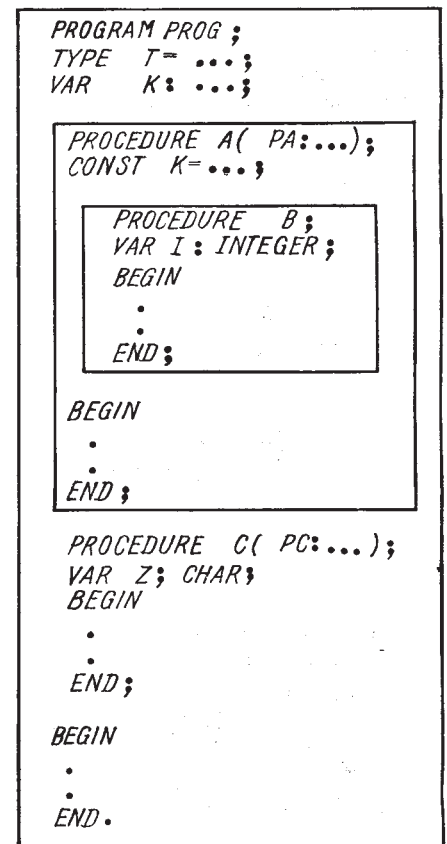 PROGRAM PROG;
TYPE T= ...;
VAR K: ...;
PROCEDURE A( PA:...);
CONST K=...;
PROCEDURE B;
VAR I: INTEGER;
BEGIN
.
.
END;
BEGIN
.
.
END;
PROCEDURE C( PC:...);
VAR Z; CHAR;
BEGIN
.
.
END;
BEGIN
.
.
END.